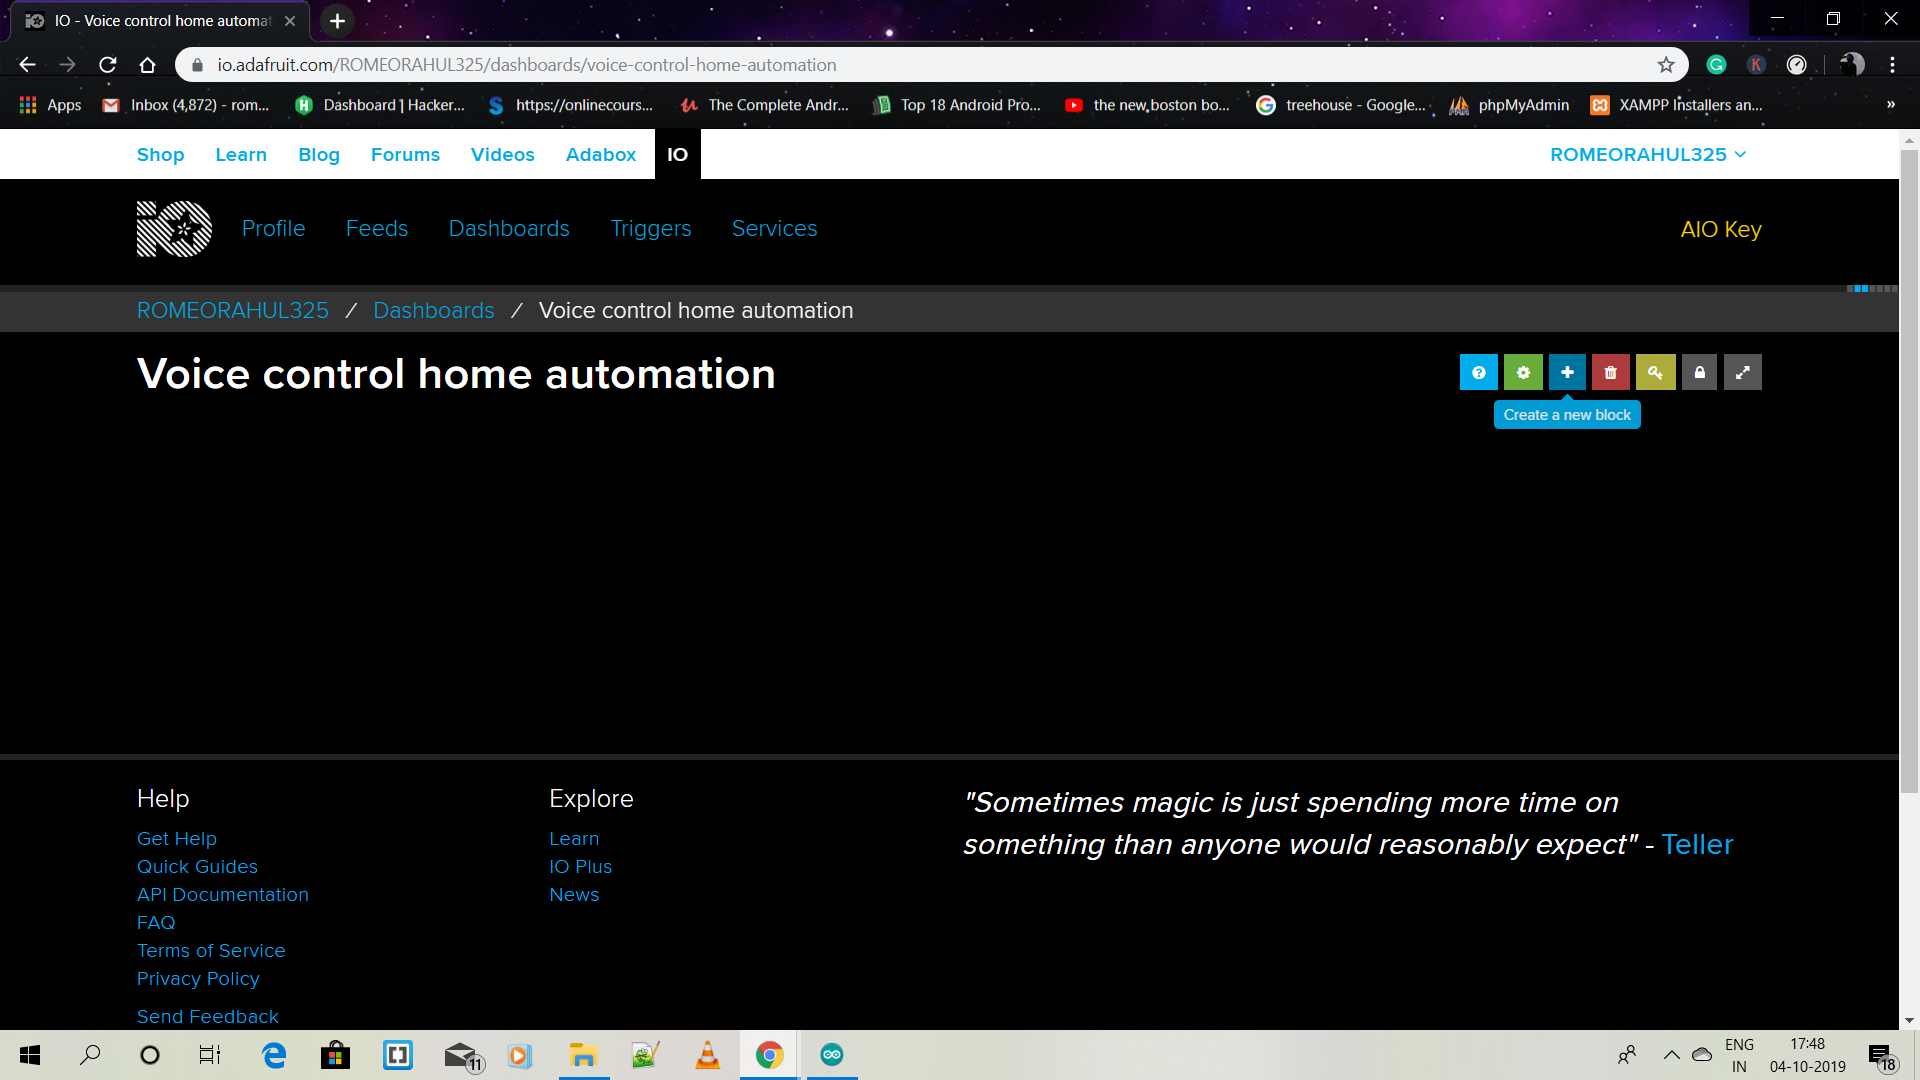 IO - Voice control home automat
io.adafruit.com/ROMEORAHUL325/dashboards/voice-control-home-automation
Apps Inbox (4,872) - rom... Dashboard | Hacker... https://onlinecours... The Complete Andr... Top 18 Android Pro... the new boston bo... treehouse - Google... phpMyAdmin XAMPP Installers an... »
Shop Learn Blog Forums Videos Adabox IO ROMEORAHUL325
Profile Feeds Dashboards Triggers Services AIO Key
ROMEORAHUL325 / Dashboards / Voice control home automation
Voice control home automation
Create a new block
Help
Get Help
Quick Guides
API Documentation
FAQ
Terms of Service
Privacy Policy
Send Feedback
Explore
Learn
IO Plus
News
"Sometimes magic is just spending more time on
something than anyone would reasonably expect" - Teller
11
ENG
IN
17:48
04-10-2019
18